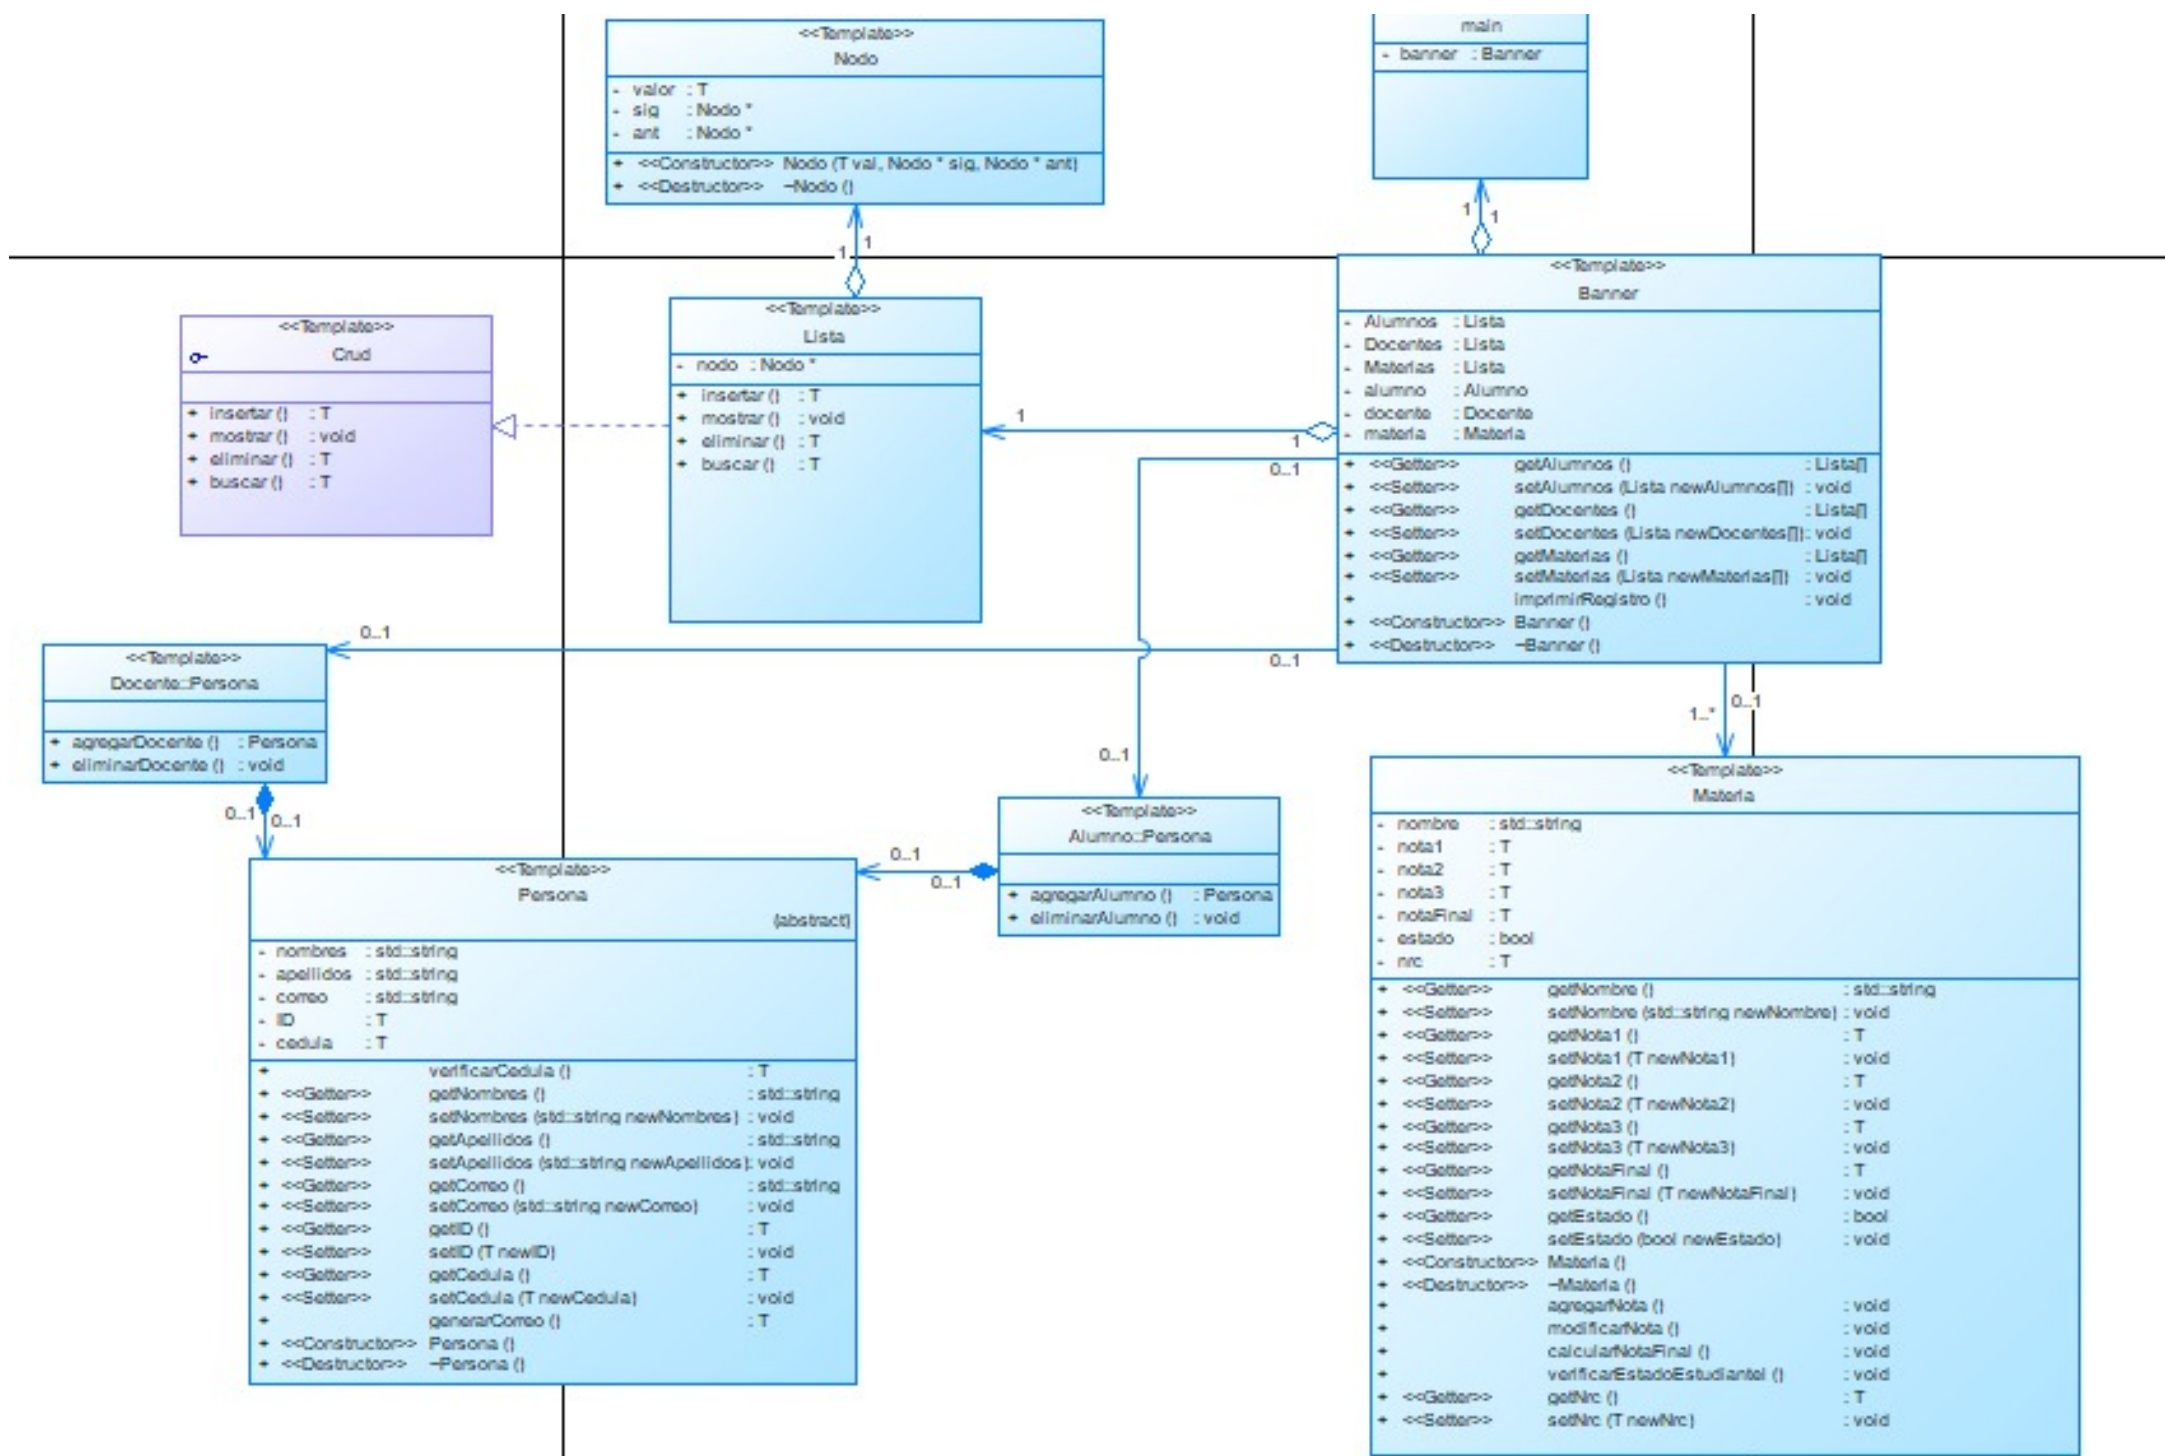 <<Template>>
Nodo
- valor : T
- sig : Nodo *
- ant : Nodo *
+ <<Constructor>> Nodo (T val, Nodo * sig, Nodo * ant)
+ <<Destructor>> ~Nodo ()
main
- banner : Banner
1
1
1
1
<<Template>>
Crud
+ insertar () : T
+ mostrar () : void
+ eliminar () : T
+ buscar () : T
<<Template>>
Lista
- nodo : Nodo *
+ insertar () : T
+ mostrar () : void
+ eliminar () : T
+ buscar () : T
1
1
<<Template>>
Banner
- Alumnos : Lista
- Docentes : Lista
- Materias : Lista
- alumno : Alumno
- docente : Docente
- materia : Materia
+ <<Getter>> getAlumnos () : Lista[]
+ <<Setter>> setAlumnos (Lista newAlumnos[]) : void
+ <<Getter>> getDocentes () : Lista[]
+ <<Setter>> setDocentes (Lista newDocentes[]) : void
+ <<Getter>> getMaterias () : Lista[]
+ <<Setter>> setMaterias (Lista newMaterias[]) : void
+ imprimirRegistro () : void
+ <<Constructor>> Banner ()
+ <<Destructor>> ~Banner ()
0..1
0..1
0..1
0..1
0..1
1..*
<<Template>>
Docente::Persona
+ agregarDocente () : Persona
+ eliminarDocente () : void
0..1
0..1
<<Template>>
Alumno::Persona
+ agregarAlumno () : Persona
+ eliminarAlumno () : void
0..1
0..1
<<Template>>
Persona
{abstract}
- nombres : std::string
- apellidos : std::string
- correo : std::string
- ID : T
- cedula : T
+ verificarCedula () : T
+ <<Getter>> getNombres () : std::string
+ <<Setter>> setNombres (std::string newNombres) : void
+ <<Getter>> getApellidos () : std::string
+ <<Setter>> setApellidos (std::string newApellidos) : void
+ <<Getter>> getCorreo () : std::string
+ <<Setter>> setCorreo (std::string newCorreo) : void
+ <<Getter>> getID () : T
+ <<Setter>> setID (T newID) : void
+ <<Getter>> getCedula () : T
+ <<Setter>> setCedula (T newCedula) : void
+ generarCorreo () : T
+ <<Constructor>> Persona ()
+ <<Destructor>> ~Persona ()
<<Template>>
Materia
- nombre : std::string
- nota1 : T
- nota2 : T
- nota3 : T
- notaFinal : T
- estado : bool
- nrc : T
+ <<Getter>> getNombre () : std::string
+ <<Setter>> setNombre (std::string newNombre) : void
+ <<Getter>> getNota1 () : T
+ <<Setter>> setNota1 (T newNota1) : void
+ <<Getter>> getNota2 () : T
+ <<Setter>> setNota2 (T newNota2) : void
+ <<Getter>> getNota3 () : T
+ <<Setter>> setNota3 (T newNota3) : void
+ <<Getter>> getNotaFinal () : T
+ <<Setter>> setNotaFinal (T newNotaFinal) : void
+ <<Getter>> getEstado () : bool
+ <<Setter>> setEstado (bool newEstado) : void
+ <<Constructor>> Materia ()
+ <<Destructor>> ~Materia ()
+ agregarNota () : void
+ modificarNota () : void
+ calcularNotaFinal () : void
+ verificarEstadoEstudiantel () : void
+ <<Getter>> getNrc () : T
+ <<Setter>> setNrc (T newNrc) : void